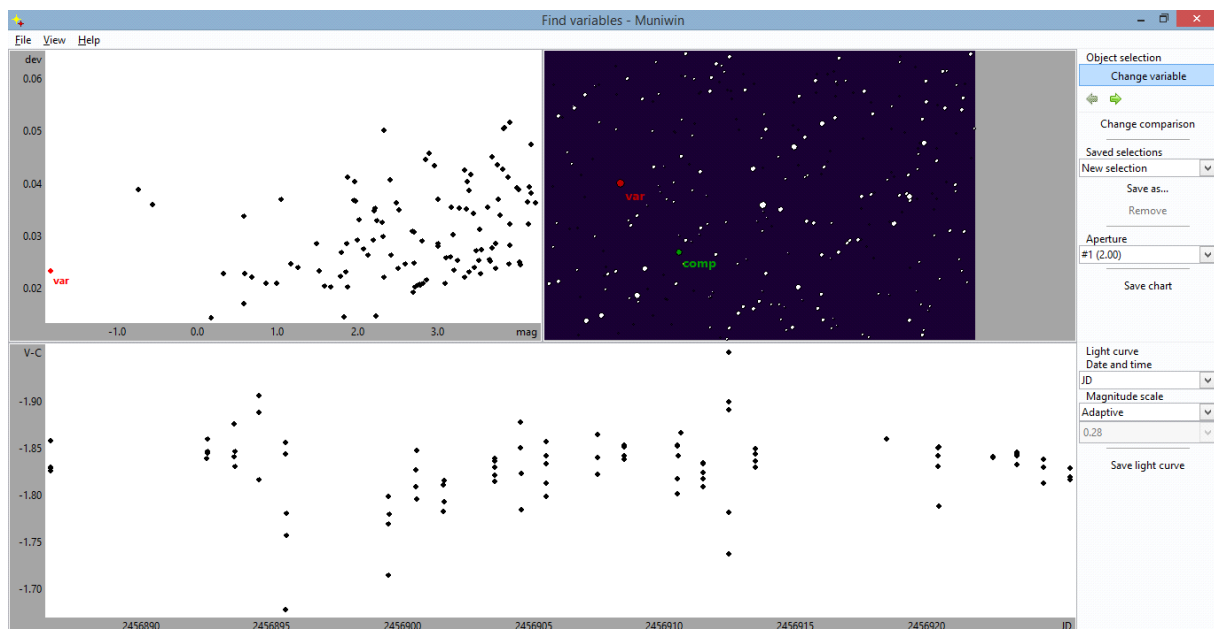 Find variables - Muniwin
File View Help
dev
0.06
0.05
0.04
0.03
0.02
var
-1.0 0.0 1.0 2.0 3.0 mag
var
comp
Object selection
Change variable
Change comparison
Saved selections
New selection
Save as...
Remove
Aperture
#1 (2.00)
Save chart
V-C
-1.90
-1.85
-1.80
-1.75
-1.70
2456890 2456895 2456900 2456905 2456910 2456915 2456920 JD
Light curve
Date and time
JD
Magnitude scale
Adaptive
0.28
Save light curve